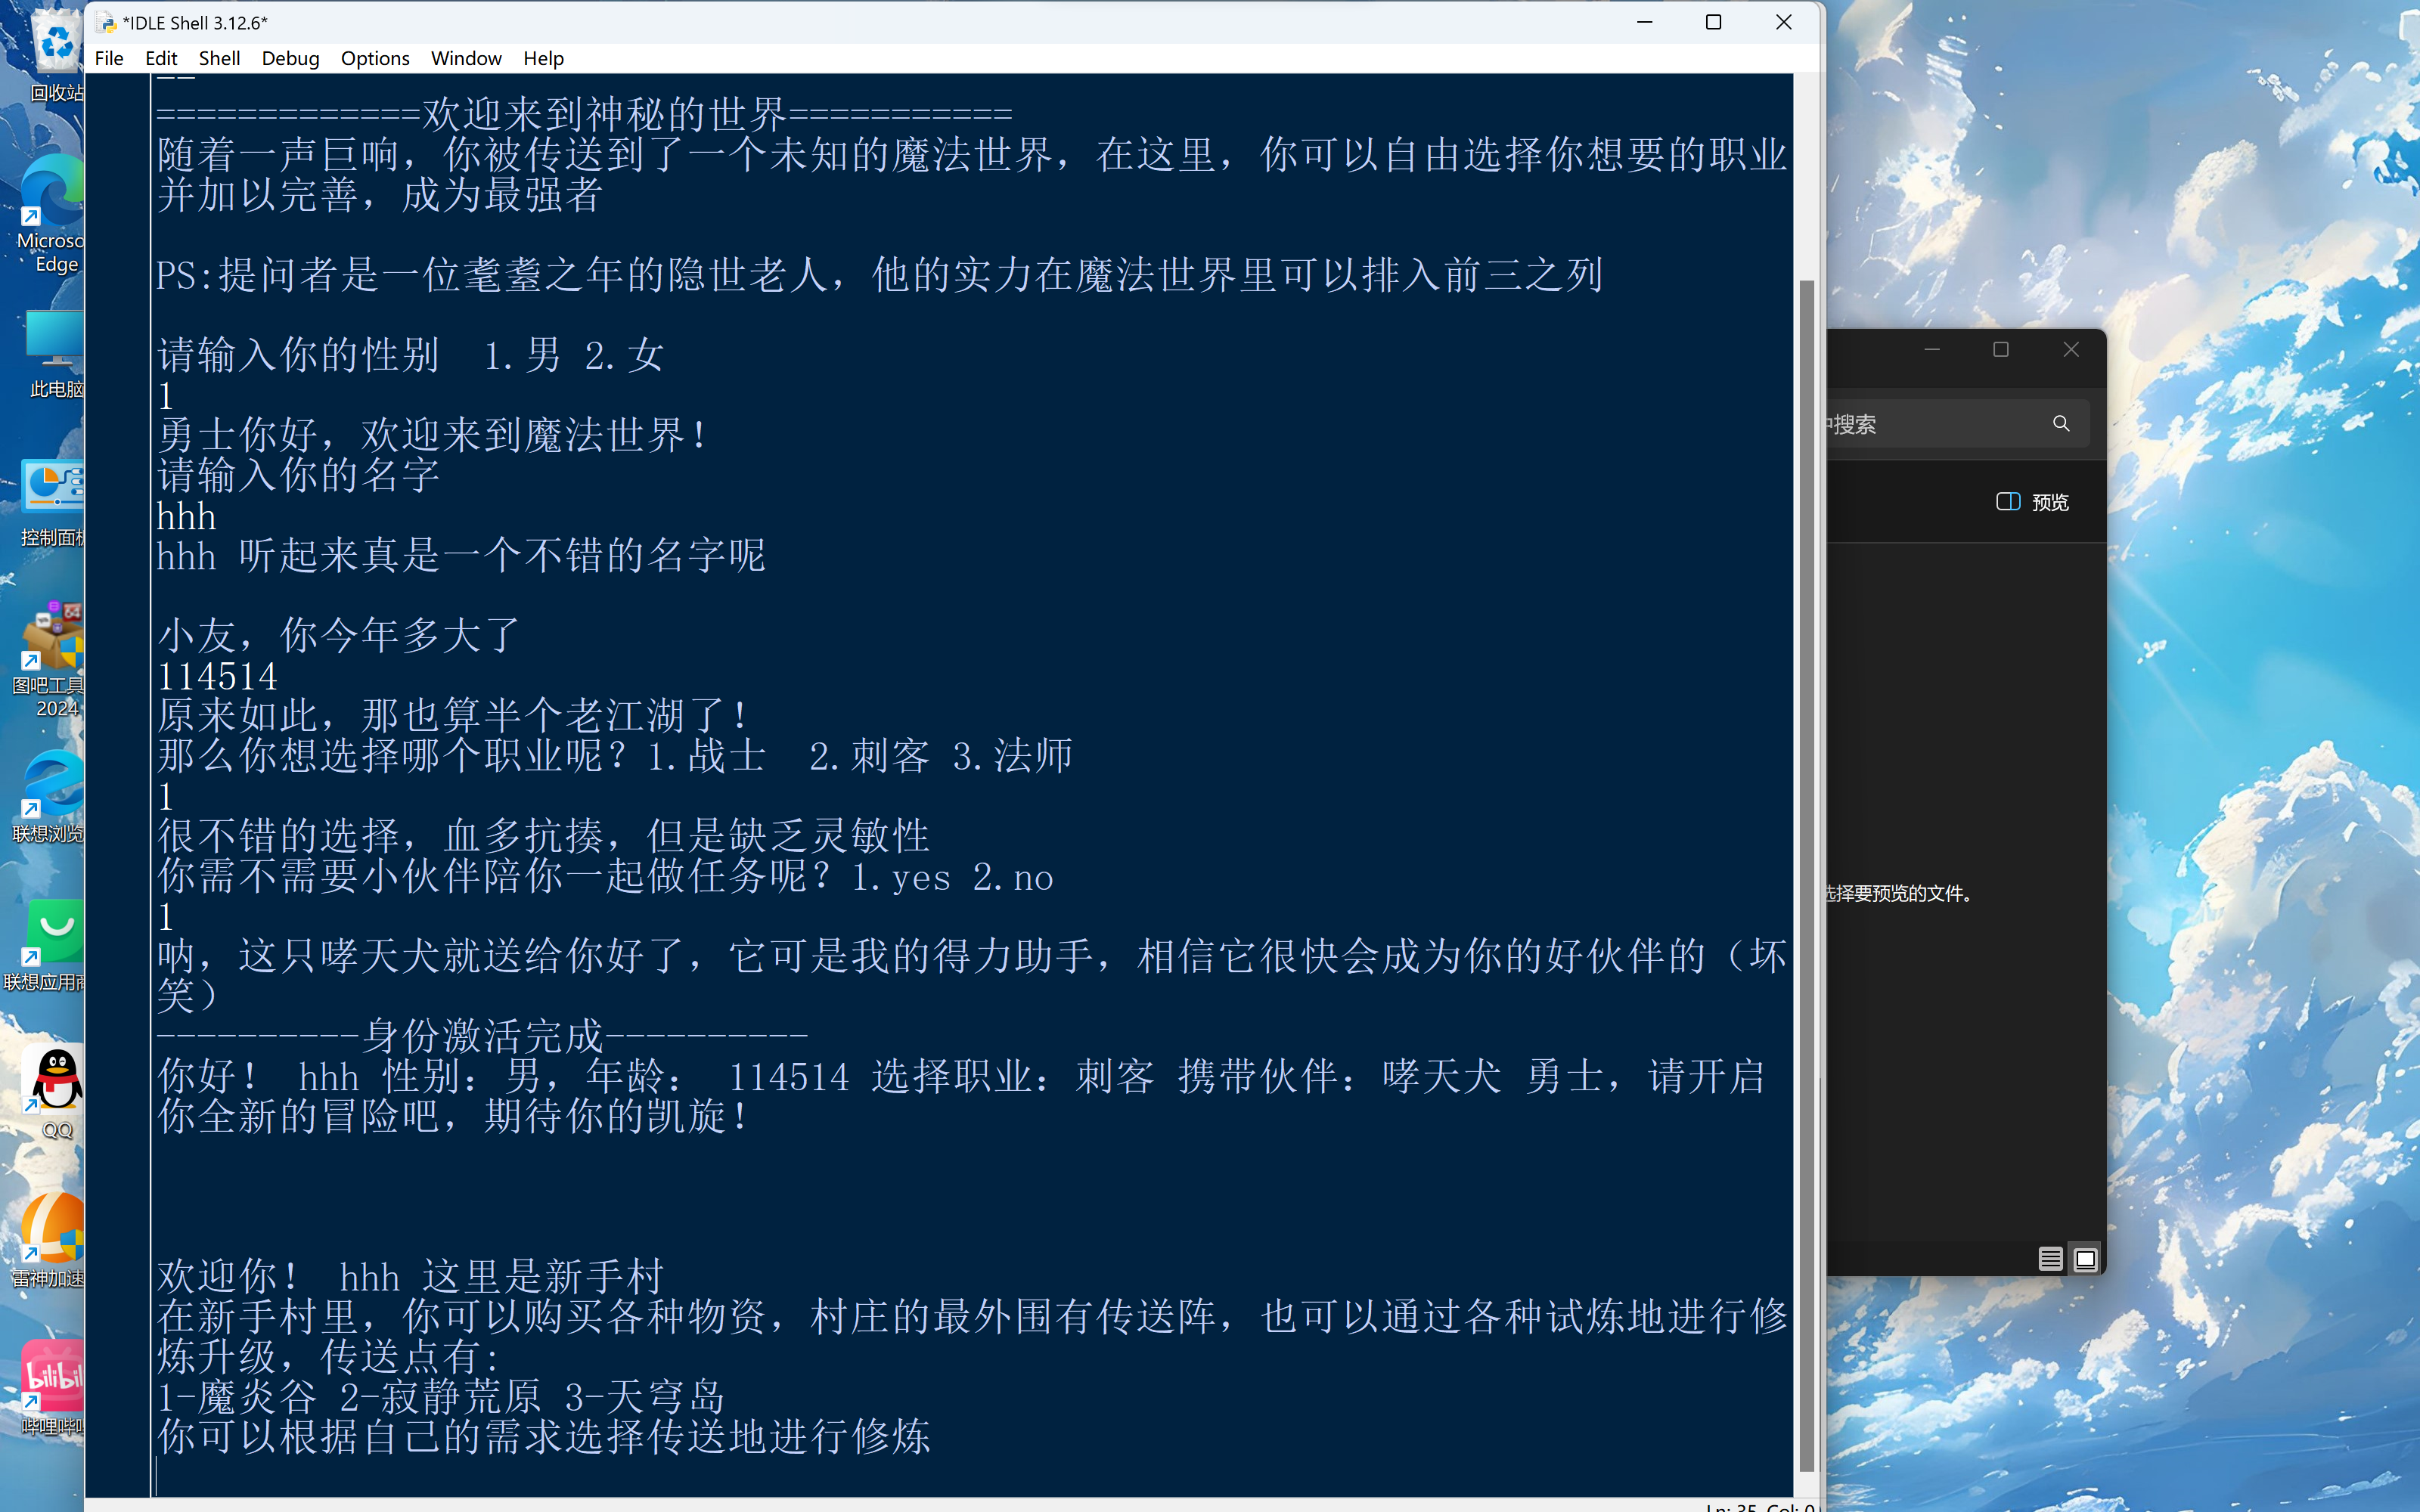 *IDLE Shell 3.12.6*
File Edit Shell Debug Options Window Help
==
=============欢迎来到神秘的世界===========
随着一声巨响，你被传送到了一个未知的魔法世界，在这里，你可以自由选择你想要的职业
并加以完善，成为最强者
PS:提问者是一位耄耋之年的隐世老人，他的实力在魔法世界里可以排入前三之列
请输入你的性别  1.男 2.女
1
勇士你好，欢迎来到魔法世界！
请输入你的名字
hhh
hhh 听起来真是一个不错的名字呢
小友，你今年多大了
114514
原来如此，那也算半个老江湖了！
那么你想选择哪个职业呢？1.战士  2.刺客 3.法师
1
很不错的选择，血多抗揍，但是缺乏灵敏性
你需不需要小伙伴陪你一起做任务呢？1.yes 2.no
1
呐，这只哮天犬就送给你好了，它可是我的得力助手，相信它很快会成为你的好伙伴的（坏
笑）
----------身份激活完成----------
你好！ hhh 性别：男，年龄： 114514 选择职业：刺客 携带伙伴：哮天犬 勇士，请开启
你全新的冒险吧，期待你的凯旋！
欢迎你！ hhh 这里是新手村
在新手村里，你可以购买各种物资，村庄的最外围有传送阵，也可以通过各种试炼地进行修
炼升级，传送点有：
1-魔炎谷 2-寂静荒原 3-天穹岛
你可以根据自己的需求选择传送地进行修炼
Ln: 35 Col: 0
回收站
Microso
Edge
此电脑
控制面板
图吧工具
2024
联想浏览
联想应用商
QQ
雷神加速
bilibil
哔哩哔哩
中搜索
预览
选择要预览的文件。